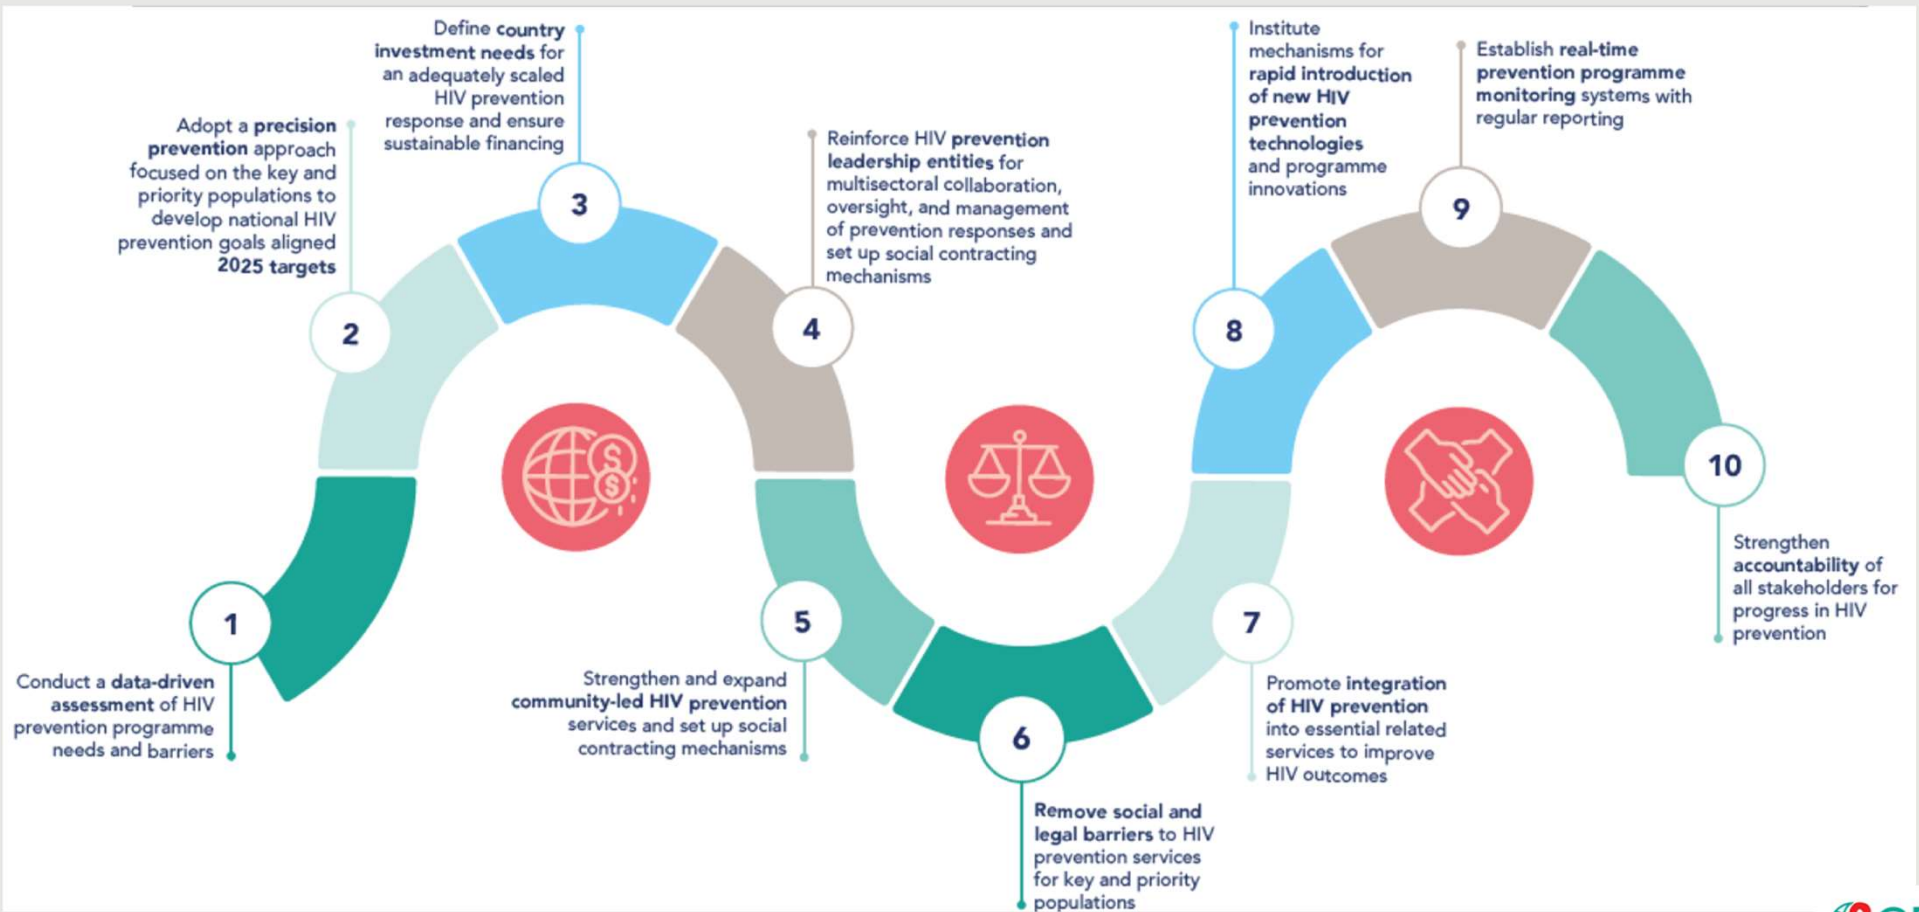 1
Conduct a data-driven
assessment of HIV
prevention programme
needs and barriers
2
Adopt a precision
prevention approach
focused on the key and
priority populations to
develop national HIV
prevention goals aligned
2025 targets
3
Define country
investment needs for
an adequately scaled
HIV prevention
response and ensure
sustainable financing
4
Reinforce HIV prevention
leadership entities for
multisectoral collaboration,
oversight, and management
of prevention responses and
set up social contracting
mechanisms
5
Strengthen and expand
community-led HIV prevention
services and set up social
contracting mechanisms
6
Remove social and
legal barriers to HIV
prevention services
for key and priority
populations
7
Promote integration
of HIV prevention
into essential related
services to improve
HIV outcomes
8
Institute
mechanisms for
rapid introduction
of new HIV
prevention
technologies
and programme
innovations
9
Establish real-time
prevention programme
monitoring systems with
regular reporting
10
Strengthen
accountability of
all stakeholders for
progress in HIV
prevention
$
$